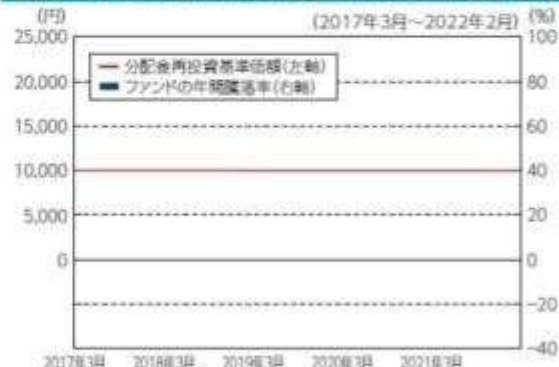 (円) (2017年3月~2022年2月) (%)
25,000 100
分配後再投資基準価額(左軸)
ファンドの年間騰落率(右軸)
20,000 80
15,000 60
10,000 40
5,000 20
0 0
-20
-40
2017年3月 2018年3月 2019年3月 2020年3月 2021年3月